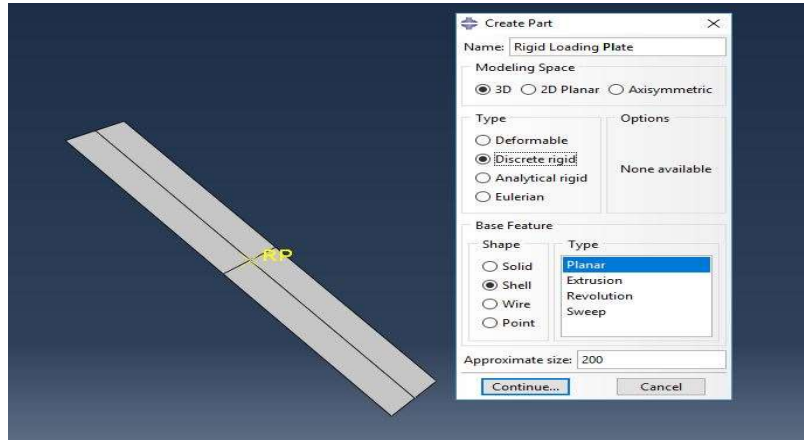 Create Part
Name: Rigid Loading Plate
Modeling Space
3D 2D Planar Axisymmetric
Type
Options
Deformable
Discrete rigid
Analytical rigid
Eulerian
None available
Base Feature
Shape
Type
Solid
Shell
Wire
Point
Planar
Extrusion
Revolution
Sweep
Approximate size: 200
Continue... Cancel
RP